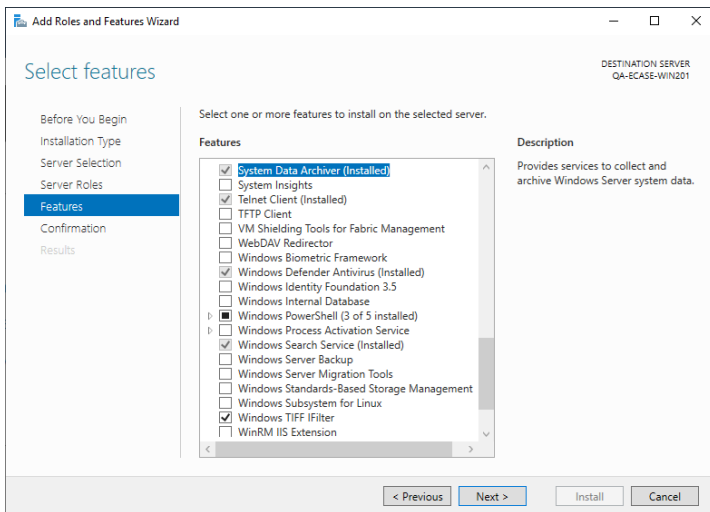 Add Roles and Features Wizard
Select features
DESTINATION SERVER
QA-ECASE-WIN201
Before You Begin
Installation Type
Server Selection
Server Roles
Features
Confirmation
Results
Select one or more features to install on the selected server.
Features
System Data Archiver (Installed)
System Insights
Telnet Client (Installed)
TFTP Client
VM Shielding Tools for Fabric Management
WebDAV Redirector
Windows Biometric Framework
Windows Defender Antivirus (Installed)
Windows Identity Foundation 3.5
Windows Internal Database
Windows PowerShell (3 of 5 installed)
Windows Process Activation Service
Windows Search Service (Installed)
Windows Server Backup
Windows Server Migration Tools
Windows Standards-Based Storage Management
Windows Subsystem for Linux
Windows TIFF IFilter
WinRM IIS Extension
Description
Provides services to collect and
archive Windows Server system data.
< Previous
Next >
Install
Cancel